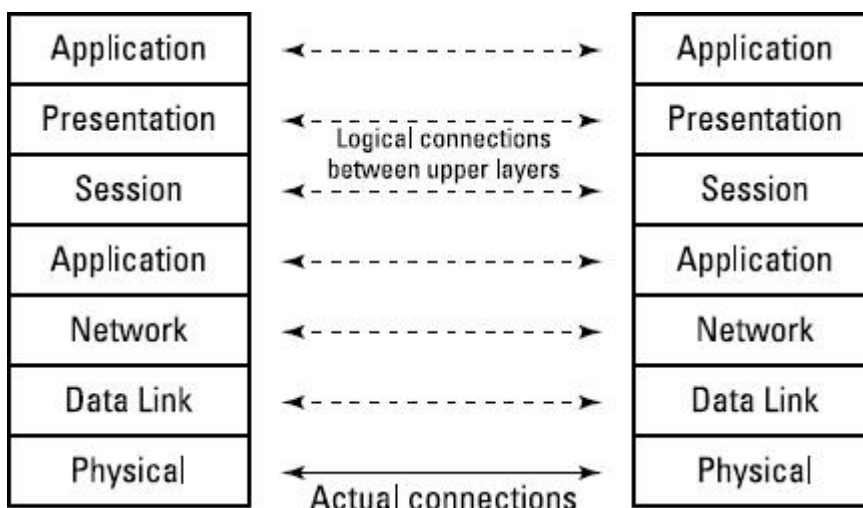 Application
Application
Presentation
Presentation
Logical connections
between upper layers
Session
Session
Application
Application
Network
Network
Data Link
Data Link
Physical
Physical
Actual connections